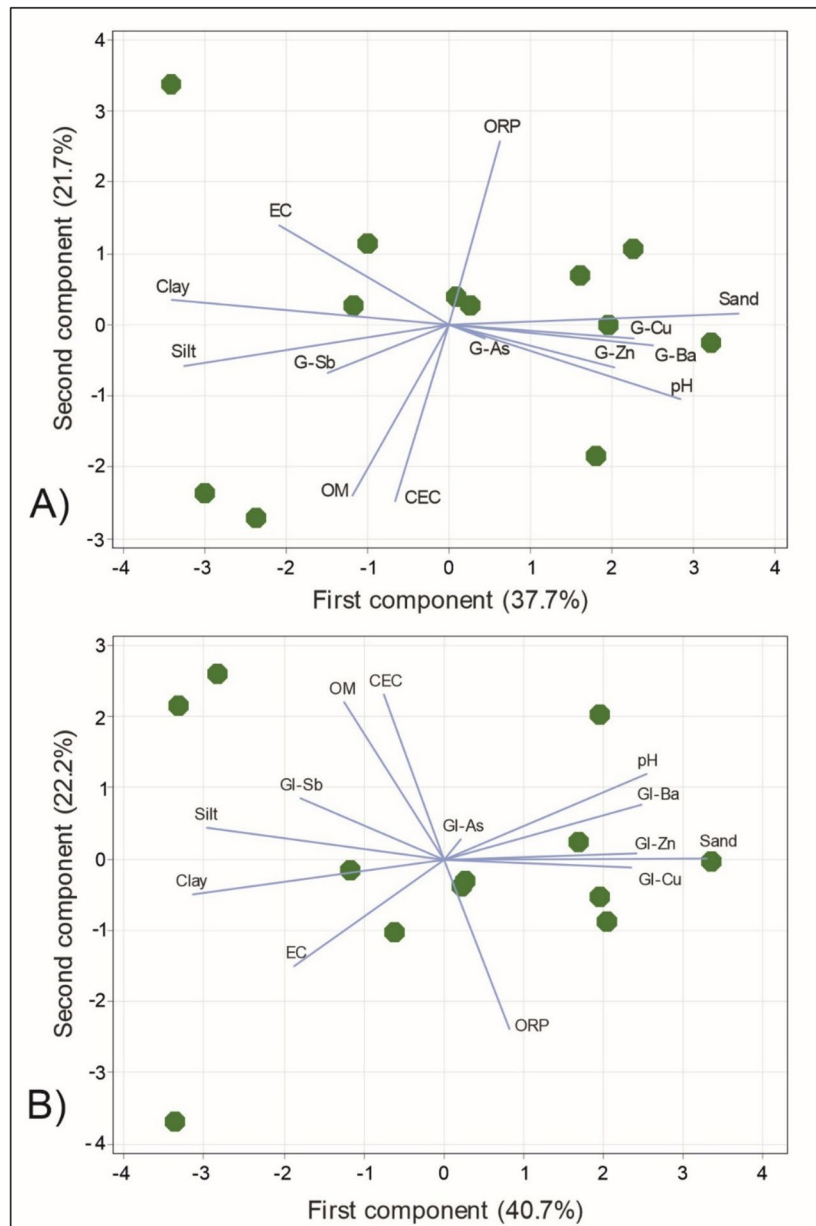 4
3
2
1
0
-1
-2
-3
Second component (21.7%)
ORP
EC
Clay
Sand
G-Cu
G-As
G-Zn
G-Ba
Silt
G-Sb
pH
OM
CEC
A)
-4 -3 -2 -1 0 1 2 3 4
First component (37.7%)
3
2
1
0
-1
-2
-3
-4
Second component (22.2%)
OM
CEC
pH
Gl-Sb
Gl-Ba
Silt
Gl-As
Gl-Zn
Sand
Clay
Gl-Cu
EC
ORP
B)
-4 -3 -2 -1 0 1 2 3 4
First component (40.7%)